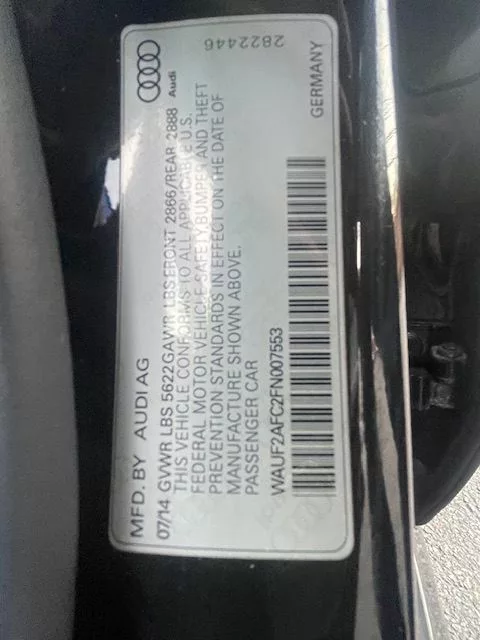 2822446
Audi
MFD. BY AUDI AG
07/14 GVWR LBS 5622 GAWR LBS FRONT 2866/REAR 2888
THIS VEHICLE CONFORMS TO ALL APPLICABLE U.S.
FEDERAL MOTOR VEHICLE SAFETY, BUMPER, AND THEFT
PREVENTION STANDARDS IN EFFECT ON THE DATE OF
MANUFACTURE SHOWN ABOVE.
PASSENGER CAR
WAUF2AFC2FN007553
GERMANY